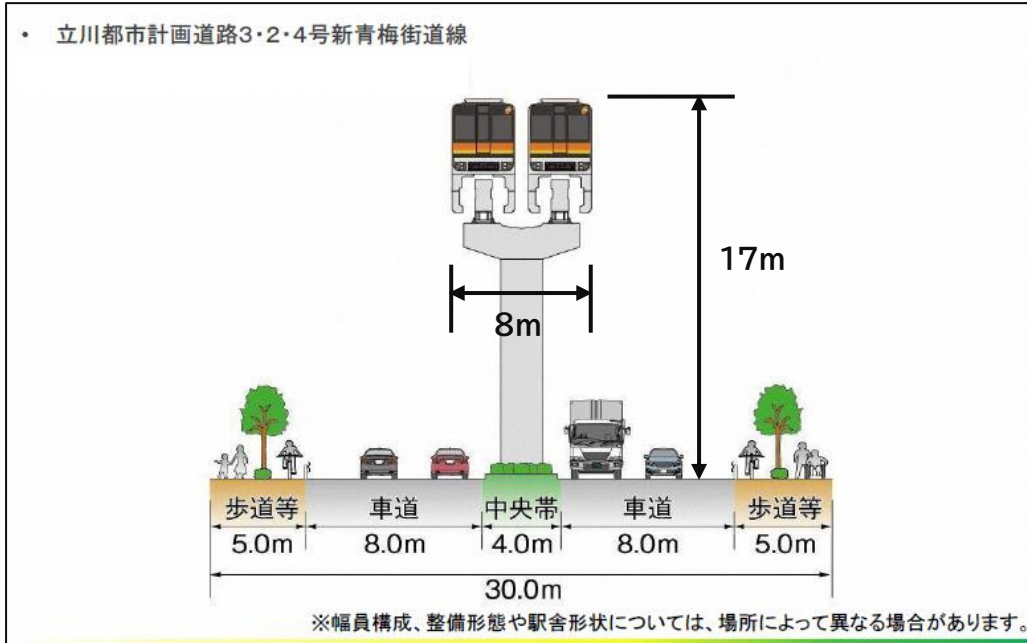 ・ 立川都市計画道路3・2・4号新青梅街道線
17m
8m
歩道等 車道 中央帯 車道 歩道等
5.0m 8.0m 4.0m 8.0m 5.0m
30.0m
※幅員構成、整備形態や駅舎形状については、場所によって異なる場合があります。